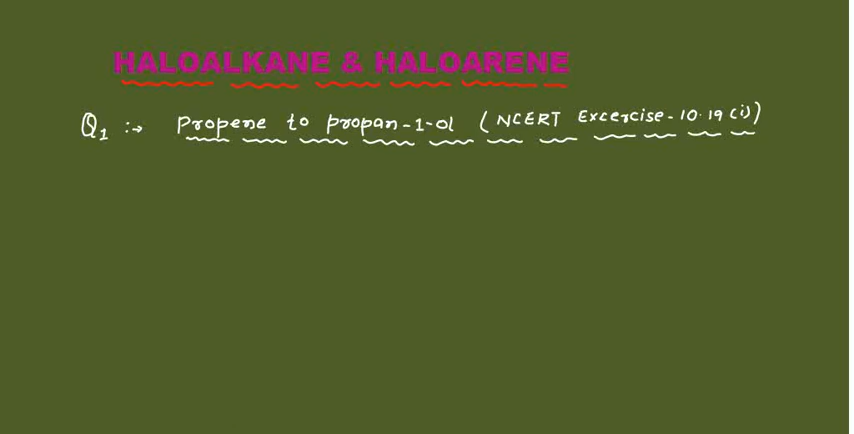 HALOALKANE & HALOARENE
Q1 :→ Propene to propan-1-ol (NCERT Excercise-10.19 (i))